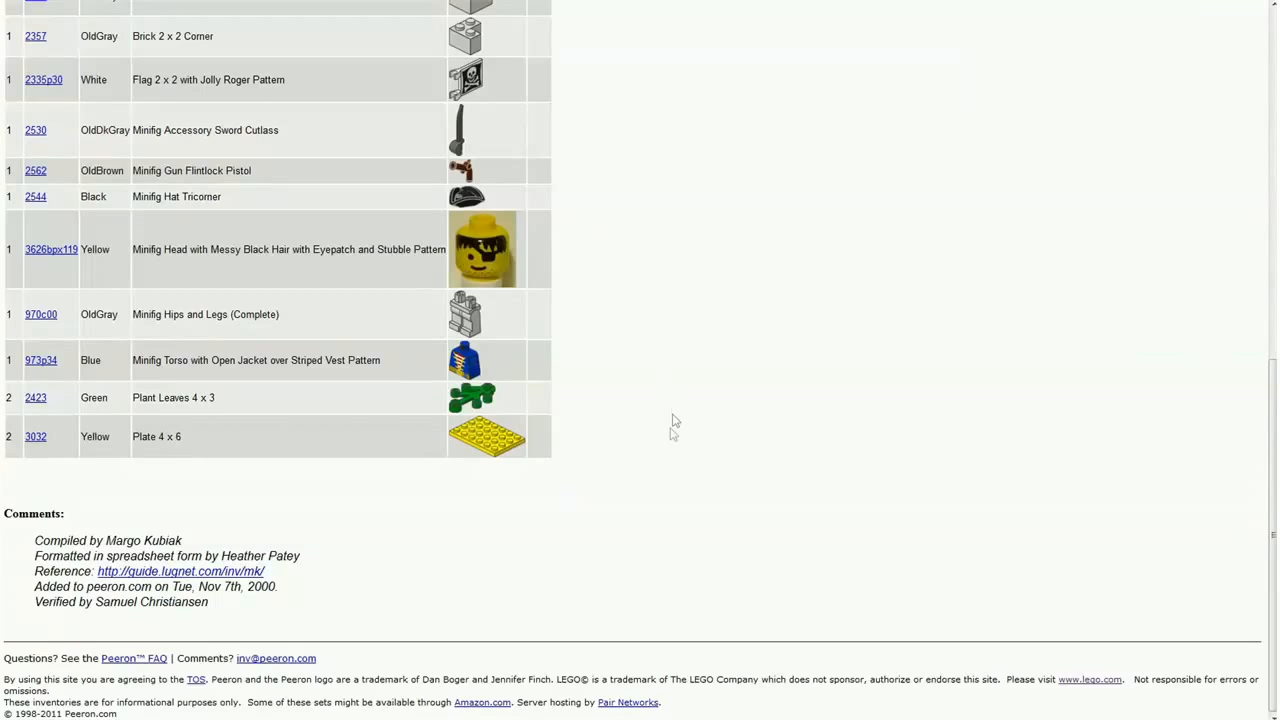 1 2357 OldGray Brick 2 x 2 Corner
1 2335p30 White Flag 2 x 2 with Jolly Roger Pattern
1 2530 OldDkGray Minifig Accessory Sword Cutlass
1 2562 OldBrown Minifig Gun Flintlock Pistol
1 2544 Black Minifig Hat Tricorner
1 3626bpx119 Yellow Minifig Head with Messy Black Hair with Eyepatch and Stubble Pattern
1 970c00 OldGray Minifig Hips and Legs (Complete)
1 973p34 Blue Minifig Torso with Open Jacket over Striped Vest Pattern
2 2423 Green Plant Leaves 4 x 3
2 3032 Yellow Plate 4 x 6
Comments:
Compiled by Margo Kubiak
Formatted in spreadsheet form by Heather Patey
Reference: http://guide.lugnet.com/inv/mk/
Added to peeron.com on Tue, Nov 7th, 2000.
Verified by Samuel Christiansen
Questions? See the Peeron™ FAQ | Comments? inv@peeron.com
By using this site you are agreeing to the TOS. Peeron and the Peeron logo are a trademark of Dan Boger and Jennifer Finch. LEGO© is a trademark of The LEGO Company which does not sponsor, authorize or endorse this site. Please visit www.lego.com. Not responsible for errors or
omissions.
These inventories are for informational purposes only. Some of these sets might be available through Amazon.com. Server hosting by Pair Networks.
© 1998-2011 Peeron.com